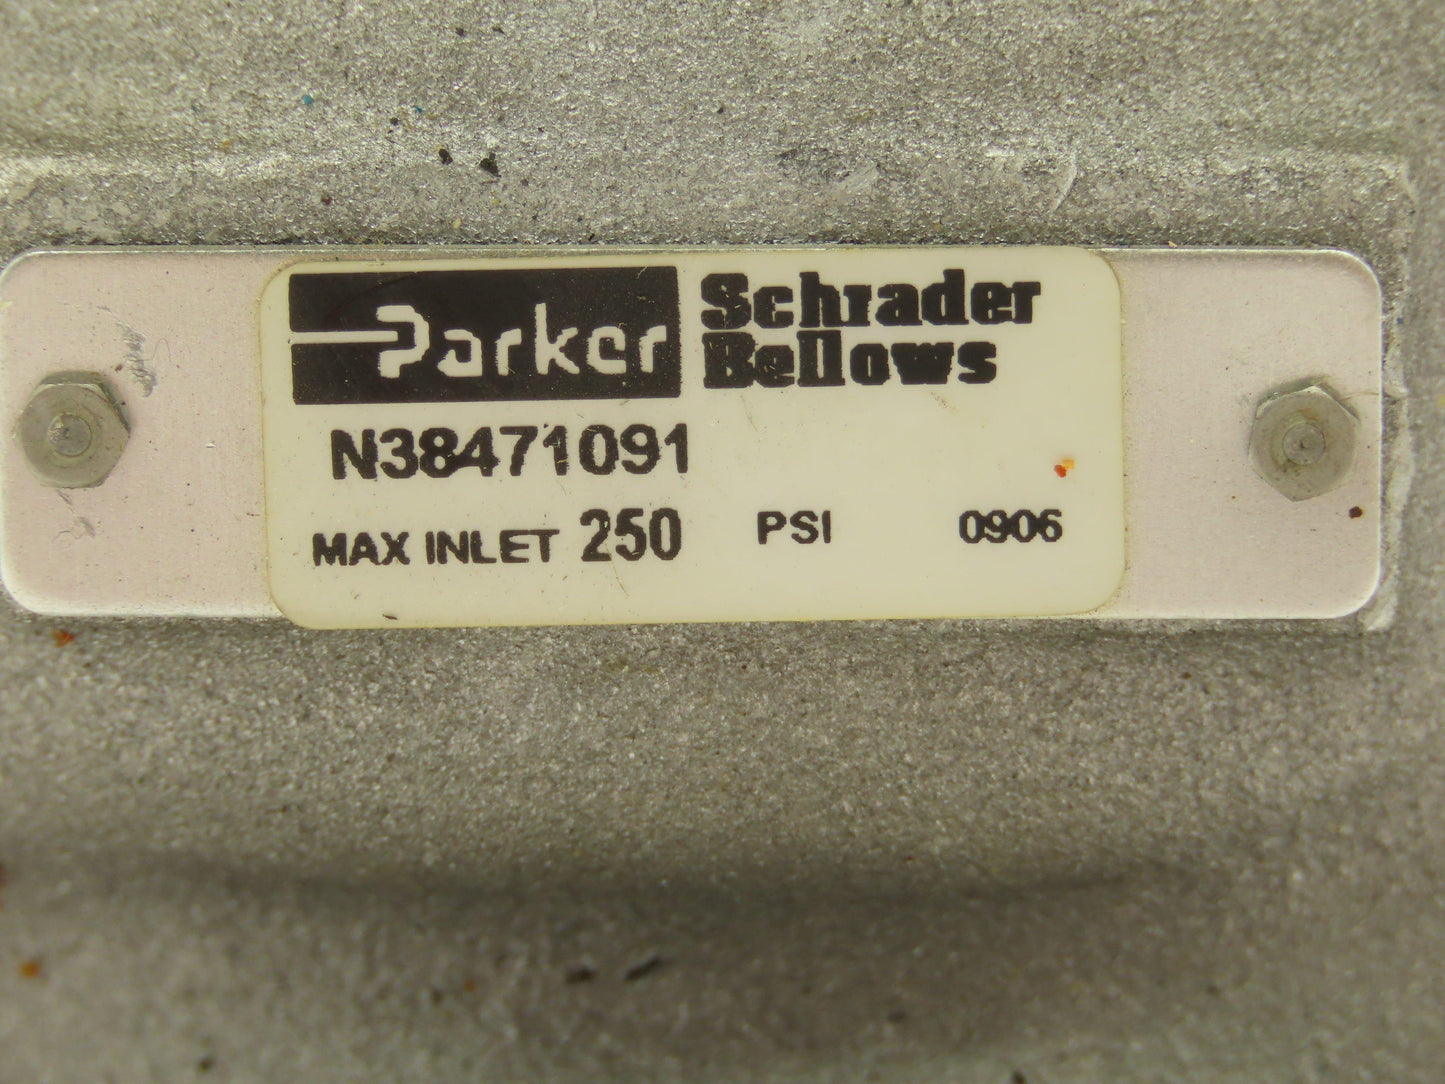 Parker Schrader
Bellows
N38471091
MAX INLET 250 PSI 0906